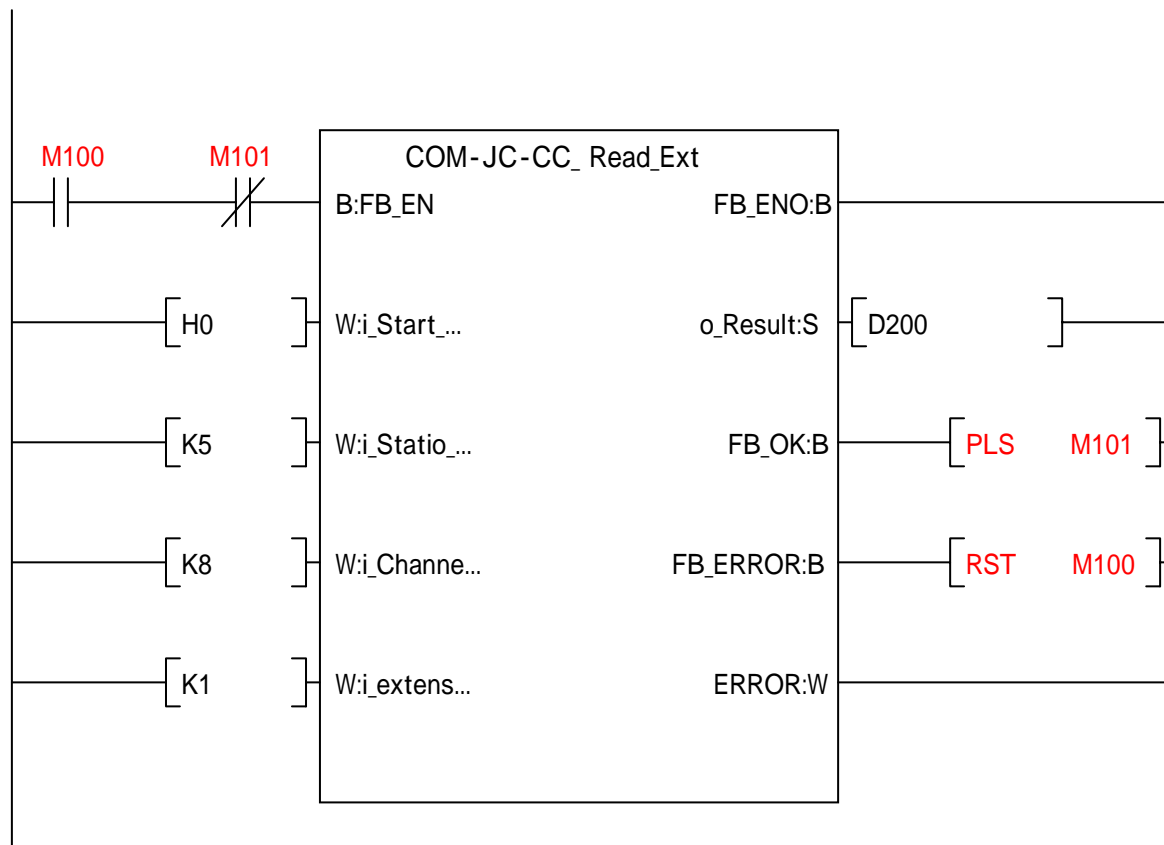 M100 M101
COM-JC-CC_ Read_Ext
B:FB_EN FB_ENO:B
H0 W:i_Start_... o_Result:S D200
K5 W:i_Statio_... FB_OK:B PLS M101
K8 W:i_Channe... FB_ERROR:B RST M100
K1 W:i_extens... ERROR:W